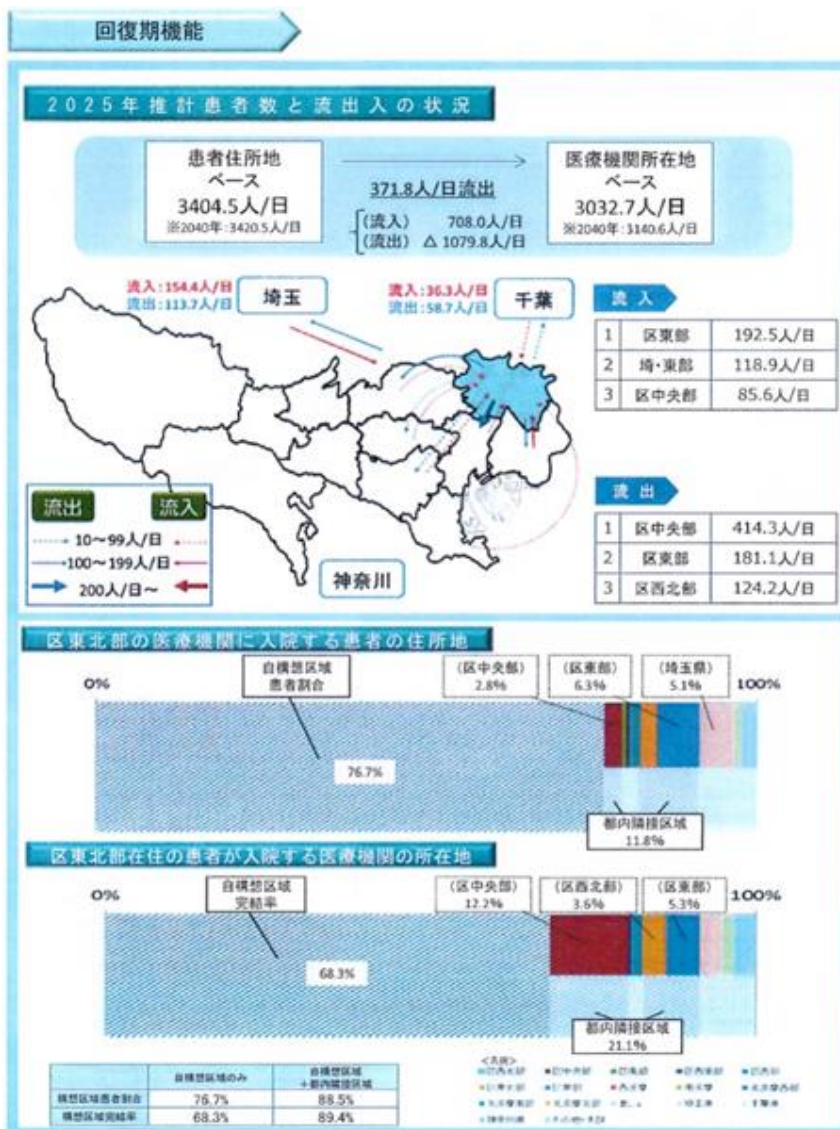 回復期機能
2025年推計患者数と流出入の状況
患者住所地
ベース
3404.5人/日
※2040年:3420.5人/日
371.8人/日流出
(流入) 708.0人/日
(流出) △ 1079.8人/日
医療機関所在地
ベース
3032.7人/日
※2040年:3140.6人/日
流入:154.4人/日
流出:113.7人/日
埼玉
流入:36.3人/日
流出:58.7人/日
千葉
流入
1 区東部 192.5人/日
2 埼・東部 118.9人/日
3 区中央部 85.6人/日
流出
1 区中央部 414.3人/日
2 区東部 181.1人/日
3 区西北部 124.2人/日
流出 流入
10~99人/日
100~199人/日
200人/日~
神奈川
区東北部の医療機関に入院する患者の住所地
0%
自構想区域
患者割合
(区中央部)
2.8%
(区東部)
6.3%
(埼玉県)
5.1%
100%
76.7%
都内隣接区域
11.8%
区東北部在住の患者が入院する医療機関の所在地
0%
自構想区域
完結率
(区中央部)
12.2%
(区西北部)
3.6%
(区東部)
5.3%
100%
68.3%
都内隣接区域
21.1%
自構想区域のみ 自構想区域
+都内隣接区域
構想区域患者割合 76.7% 88.5%
構想区域完結率 68.3% 89.4%
<凡例>